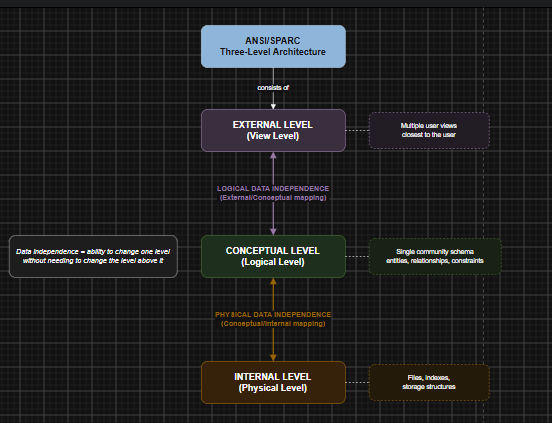 ANSI/SPARC
Three-Level Architecture
consists of
EXTERNAL LEVEL
(View Level)
Multiple user views
closest to the user
LOGICAL DATA INDEPENDENCE
(External/Conceptual mapping)
Data Independence = ability to change one level
without needing to change the level above it
CONCEPTUAL LEVEL
(Logical Level)
Single community schema
entities, relationships, constraints
PHYSICAL DATA INDEPENDENCE
(Conceptual/Internal mapping)
INTERNAL LEVEL
(Physical Level)
Files, indexes,
storage structures